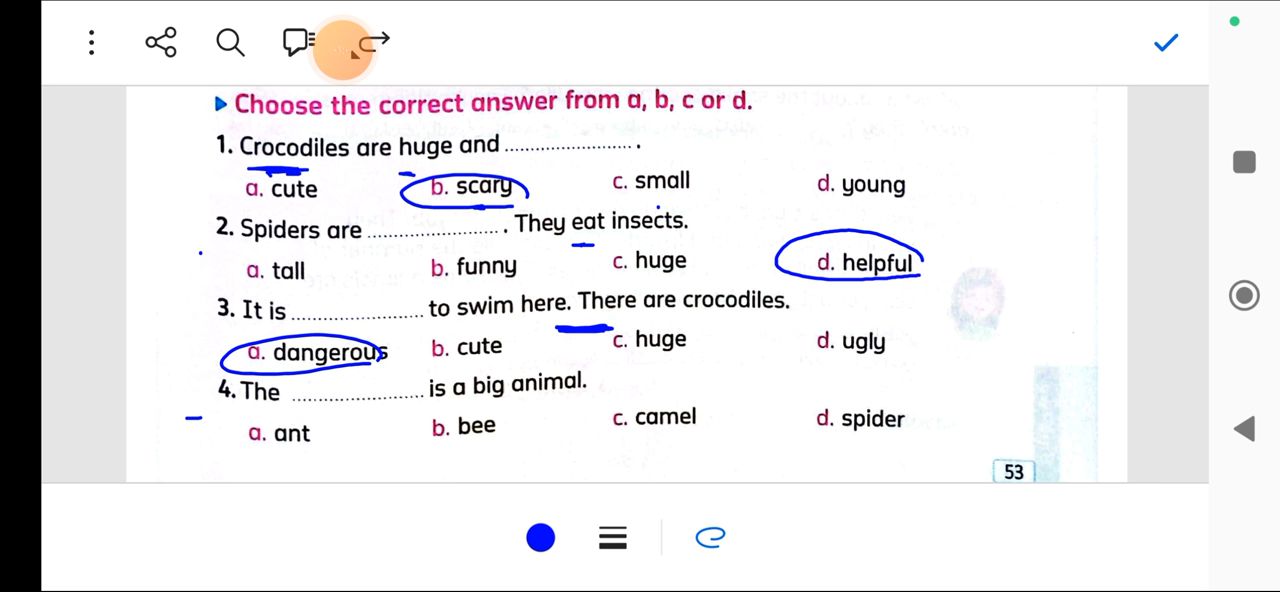 Choose the correct answer from a, b, c or d.
1. Crocodiles are huge and ........................ .
a. cute b. scary c. small d. young
2. Spiders are ........................ . They eat insects.
a. tall b. funny c. huge d. helpful
3. It is ........................ to swim here. There are crocodiles.
a. dangerous b. cute c. huge d. ugly
4. The ........................ is a big animal.
a. ant b. bee c. camel d. spider
53